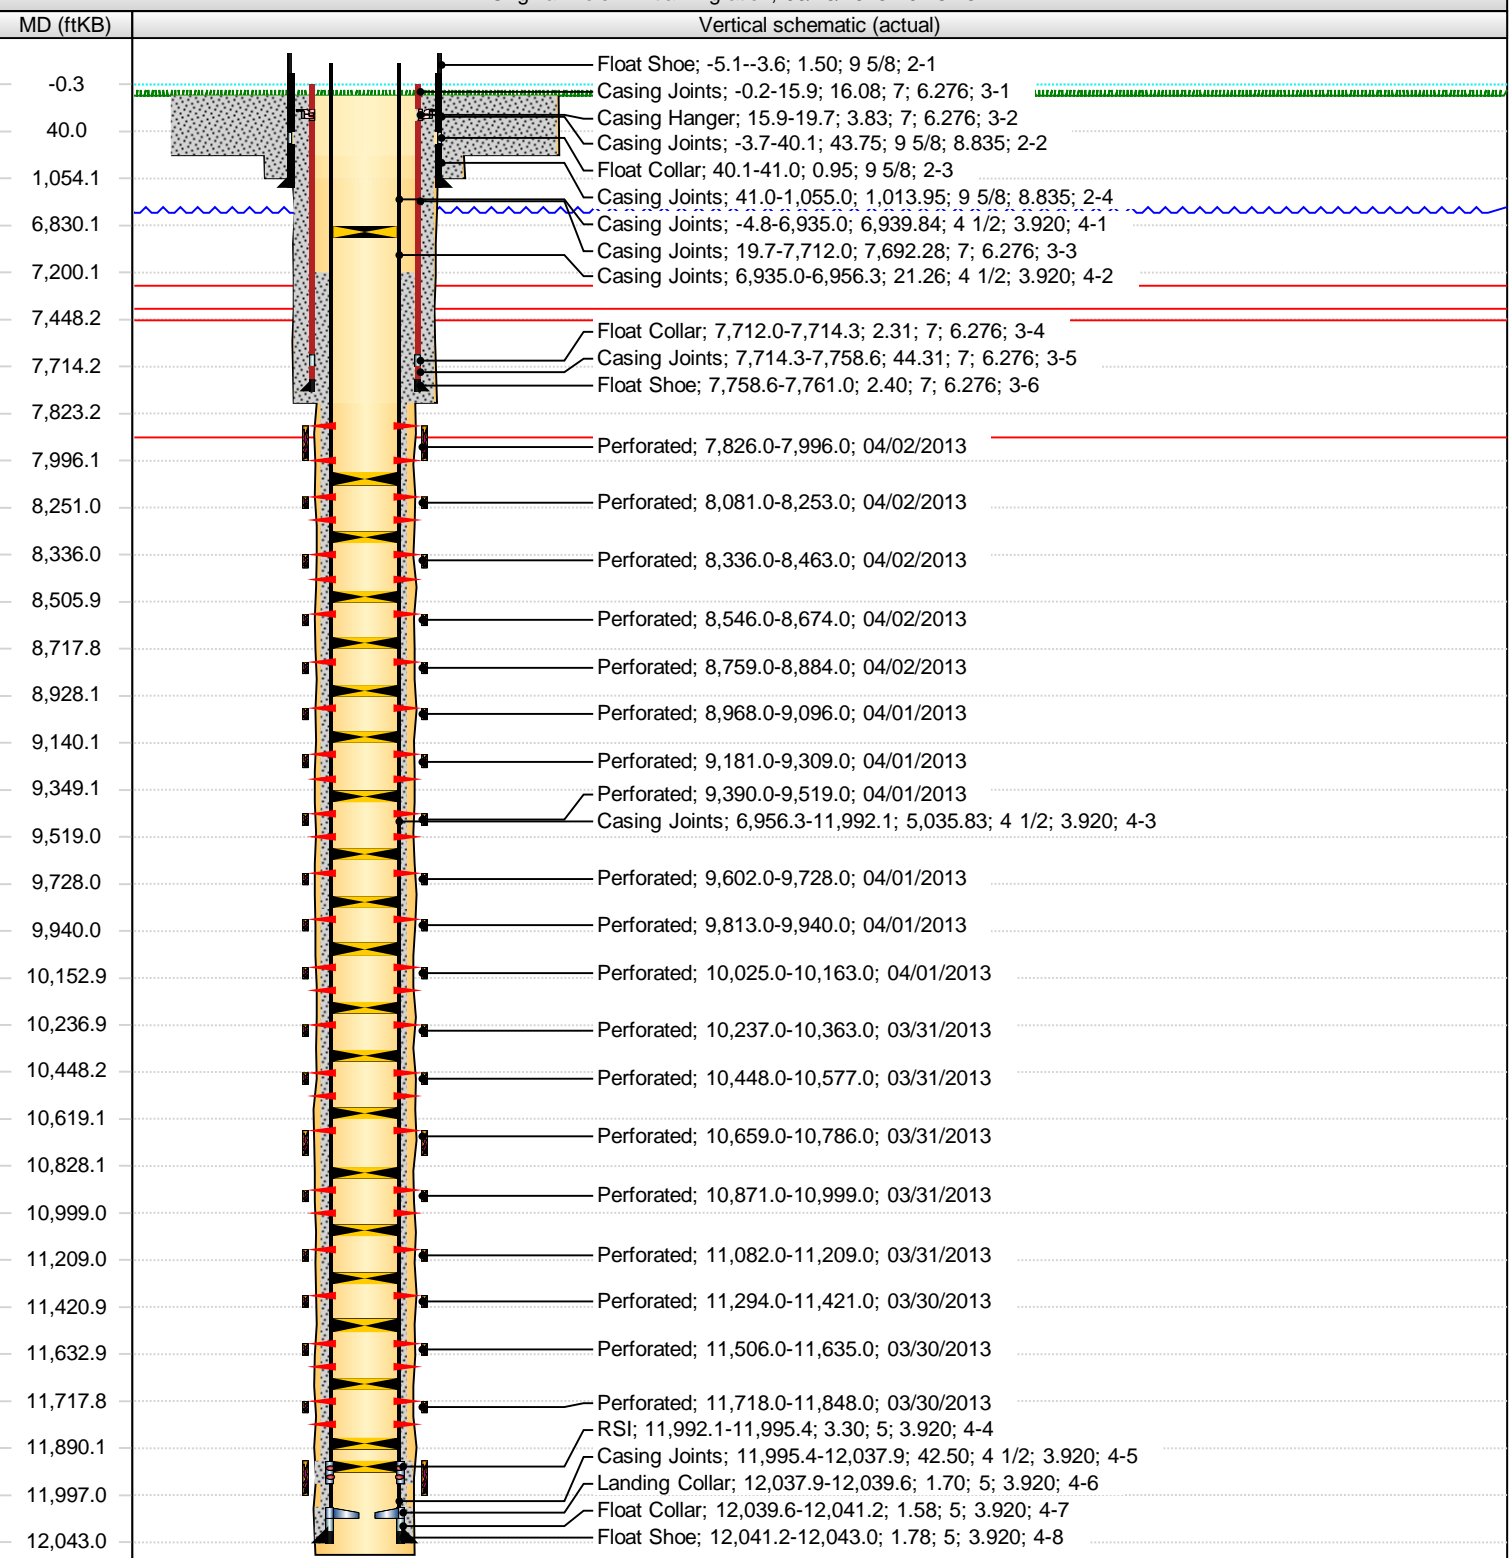 MD (ftKB)
Vertical schematic (actual)
-0.3
40.0
1,054.1
6,830.1
7,200.1
7,448.2
7,714.2
7,823.2
7,996.1
8,251.0
8,336.0
8,505.9
8,717.8
8,928.1
9,140.1
9,349.1
9,519.0
9,728.0
9,940.0
10,152.9
10,236.9
10,448.2
10,619.1
10,828.1
10,999.0
11,209.0
11,420.9
11,632.9
11,717.8
11,890.1
11,997.0
12,043.0
Float Shoe; -5.1--3.6; 1.50; 9 5/8; 2-1
Casing Joints; -0.2-15.9; 16.08; 7; 6.276; 3-1
Casing Hanger; 15.9-19.7; 3.83; 7; 6.276; 3-2
Casing Joints; -3.7-40.1; 43.75; 9 5/8; 8.835; 2-2
Float Collar; 40.1-41.0; 0.95; 9 5/8; 2-3
Casing Joints; 41.0-1,055.0; 1,013.95; 9 5/8; 8.835; 2-4
Casing Joints; -4.8-6,935.0; 6,939.84; 4 1/2; 3.920; 4-1
Casing Joints; 19.7-7,712.0; 7,692.28; 7; 6.276; 3-3
Casing Joints; 6,935.0-6,956.3; 21.26; 4 1/2; 3.920; 4-2
Float Collar; 7,712.0-7,714.3; 2.31; 7; 6.276; 3-4
Casing Joints; 7,714.3-7,758.6; 44.31; 7; 6.276; 3-5
Float Shoe; 7,758.6-7,761.0; 2.40; 7; 6.276; 3-6
Perforated; 7,826.0-7,996.0; 04/02/2013
Perforated; 8,081.0-8,253.0; 04/02/2013
Perforated; 8,336.0-8,463.0; 04/02/2013
Perforated; 8,546.0-8,674.0; 04/02/2013
Perforated; 8,759.0-8,884.0; 04/02/2013
Perforated; 8,968.0-9,096.0; 04/01/2013
Perforated; 9,181.0-9,309.0; 04/01/2013
Perforated; 9,390.0-9,519.0; 04/01/2013
Casing Joints; 6,956.3-11,992.1; 5,035.83; 4 1/2; 3.920; 4-3
Perforated; 9,602.0-9,728.0; 04/01/2013
Perforated; 9,813.0-9,940.0; 04/01/2013
Perforated; 10,025.0-10,163.0; 04/01/2013
Perforated; 10,237.0-10,363.0; 03/31/2013
Perforated; 10,448.0-10,577.0; 03/31/2013
Perforated; 10,659.0-10,786.0; 03/31/2013
Perforated; 10,871.0-10,999.0; 03/31/2013
Perforated; 11,082.0-11,209.0; 03/31/2013
Perforated; 11,294.0-11,421.0; 03/30/2013
Perforated; 11,506.0-11,635.0; 03/30/2013
Perforated; 11,718.0-11,848.0; 03/30/2013
RSI; 11,992.1-11,995.4; 3.30; 5; 3.920; 4-4
Casing Joints; 11,995.4-12,037.9; 42.50; 4 1/2; 3.920; 4-5
Landing Collar; 12,037.9-12,039.6; 1.70; 5; 3.920; 4-6
Float Collar; 12,039.6-12,041.2; 1.58; 5; 3.920; 4-7
Float Shoe; 12,041.2-12,043.0; 1.78; 5; 3.920; 4-8